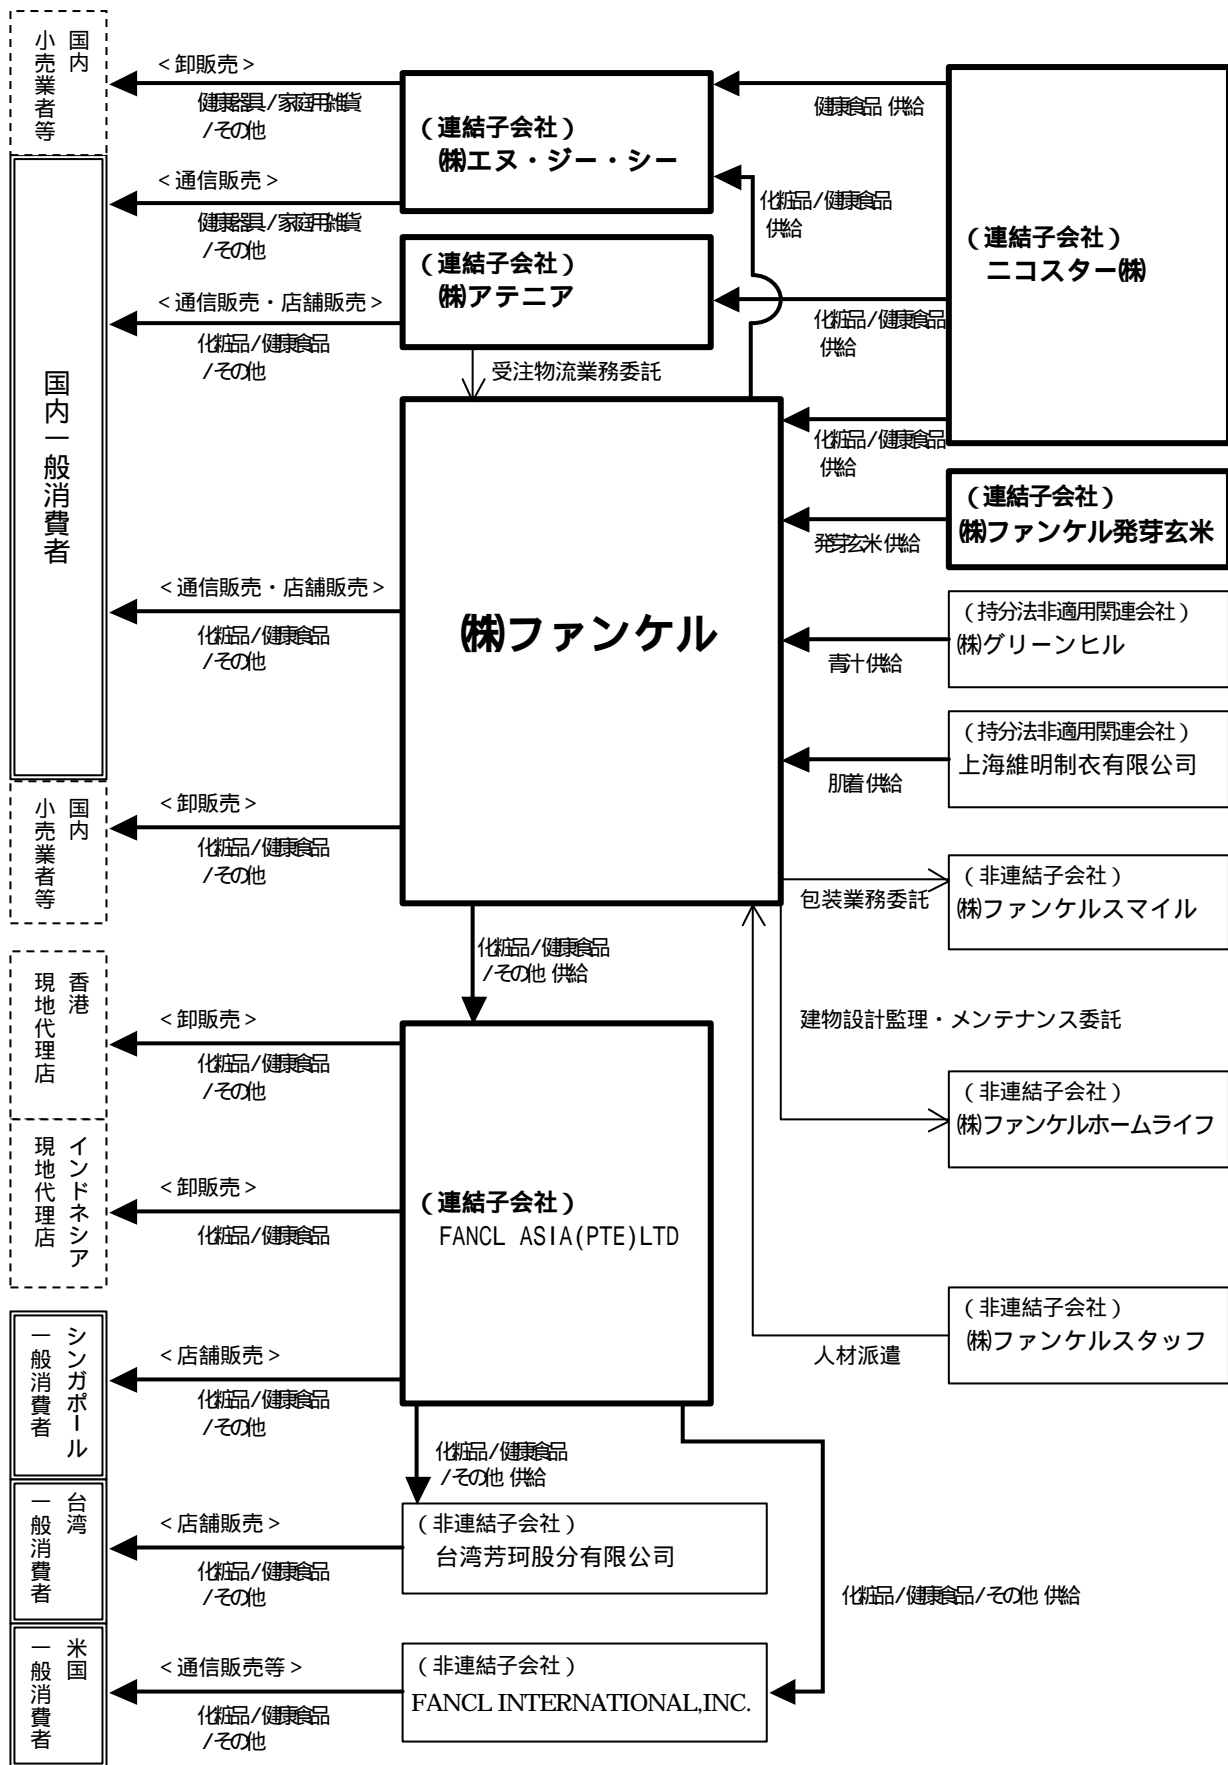 国内
小売業者等
＜卸販売＞
健康器具/家庭用雑貨
/その他
（連結子会社）
㈱エヌ・ジー・シー
健康食品 供給
＜通信販売＞
健康器具/家庭用雑貨
/その他
化粧品/健康食品
供給
（連結子会社）
ニコスター㈱
（連結子会社）
㈱アテニア
＜通信販売・店舗販売＞
化粧品/健康食品
/その他
化粧品/健康食品
供給
受注物流業務委託
国内一般消費者
化粧品/健康食品
供給
（連結子会社）
㈱ファンケル発芽玄米
発芽玄米 供給
＜通信販売・店舗販売＞
化粧品/健康食品
/その他
㈱ファンケル
（持分法非適用関連会社）
㈱グリーンヒル
青汁 供給
（持分法非適用関連会社）
上海維明制衣有限公司
肌着 供給
国内
小売業者等
＜卸販売＞
化粧品/健康食品
/その他
（非連結子会社）
㈱ファンケルスマイル
包装業務委託
化粧品/健康食品
/その他 供給
香港
現地代理店
＜卸販売＞
化粧品/健康食品
/その他
建物設計監理・メンテナンス委託
（非連結子会社）
㈱ファンケルホームライフ
インドネシア
現地代理店
＜卸販売＞
化粧品/健康食品
（連結子会社）
FANCL ASIA(PTE)LTD
（非連結子会社）
㈱ファンケルスタッフ
人材派遣
シンガポール
一般消費者
＜店舗販売＞
化粧品/健康食品
/その他
化粧品/健康食品
/その他 供給
台湾
一般消費者
＜店舗販売＞
化粧品/健康食品
/その他
（非連結子会社）
台湾芳珂股分有限公司
化粧品/健康食品/その他 供給
米国
一般消費者
＜通信販売等＞
化粧品/健康食品
/その他
（非連結子会社）
FANCL INTERNATIONAL,INC.